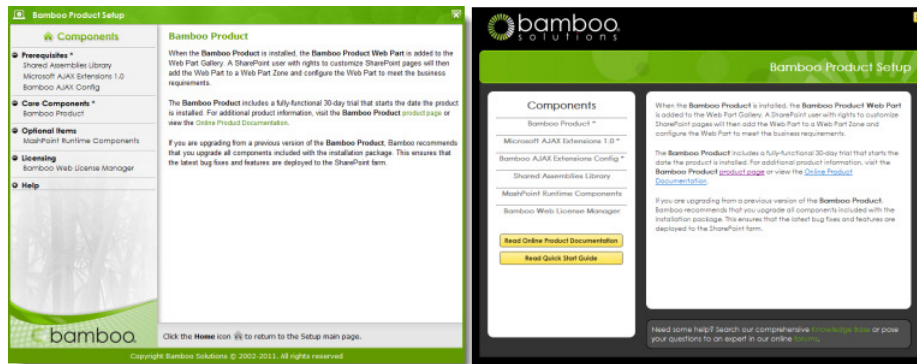 Bamboo Product Setup
Components
Prerequisites *
Shared Assemblies Library
Microsoft AJAX Extensions 1.0
Bamboo AJAX Config
Core Components *
Bamboo Product
Optional Items
MashPoint Runtime Components
Licensing
Bamboo Web License Manager
Help
bamboo
Bamboo Product
When the Bamboo Product is installed, the Bamboo Product Web Part is added to the
Web Part Gallery. A SharePoint user with rights to customize SharePoint pages will then
add the Web Part to a Web Part Zone and configure the Web Part to meet the business
requirements.
The Bamboo Product includes a fully-functional 30-day trial that starts the date the product
is installed. For additional product information, visit the Bamboo Product product page or
view the Online Product Documentation.
If you are upgrading from a previous version of the Bamboo Product, Bamboo recommends
that you upgrade all components included with the installation package. This ensures that
the latest bug fixes and features are deployed to the SharePoint farm.
Click the Home icon to return to the Setup main page.
Copyright Bamboo Solutions © 2002-2011. All rights reserved
bamboo
solutions
Bamboo Product Setup
Components
Bamboo Product *
Microsoft AJAX Extensions 1.0 *
Bamboo AJAX Extensions Config *
Shared Assemblies Library
MashPoint Runtime Components
Bamboo Web License Manager
Read Online Product Documentation
Read Quick Start Guide
When the Bamboo Product is installed, the Bamboo Product Web Part
is added to the Web Part Gallery. A SharePoint user with rights to customize
SharePoint pages will then add the Web Part to a Web Part Zone and
configure the Web Part to meet the business requirements.
The Bamboo Product includes a fully-functional 30-day trial that starts the
date the product is installed. For additional product information, visit the
Bamboo Product product page or view the Online Product
Documentation.
If you are upgrading from a previous version of the Bamboo Product,
Bamboo recommends that you upgrade all components included with the
installation package. This ensures that the latest bug fixes and features are
deployed to the SharePoint farm.
Need some help? Search our comprehensive Knowledge Base or pose
your questions to an expert in our online forums.